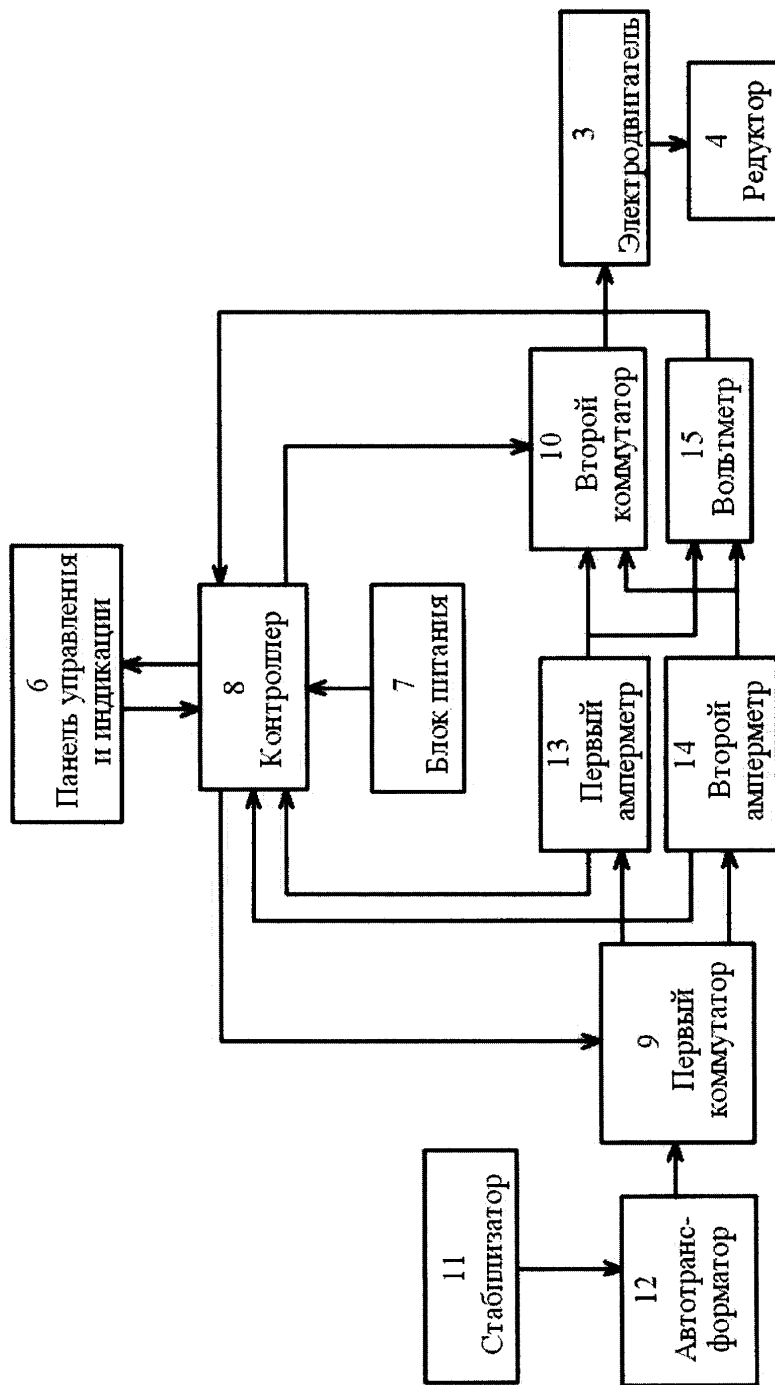 6
Панель управления
и индикации
8
Контроллер
7
Блок питания
11
Стабилизатор
12
Автотранс-
форматор
9
Первый
коммутатор
13
Первый
амперметр
14
Второй
амперметр
10
Второй
коммутатор
15
Вольтметр
3
Электродвигатель
4
Редуктор